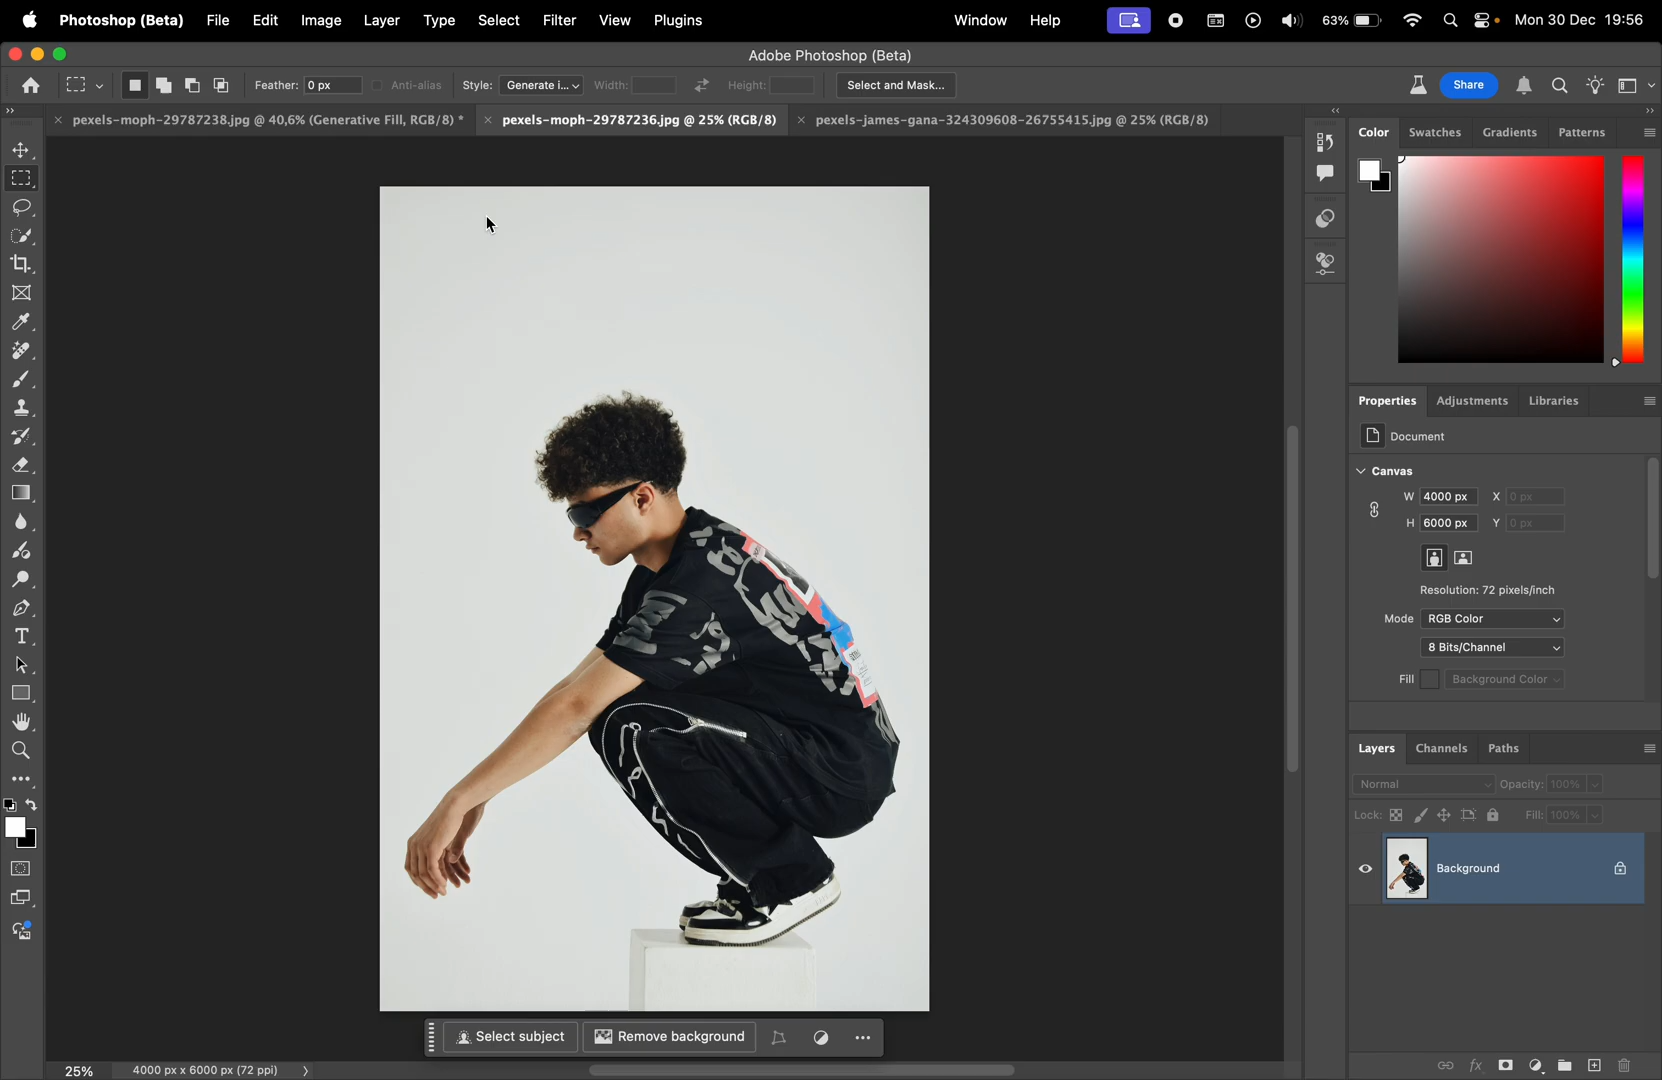 Photoshop (Beta) File Edit Image Layer Type Select Filter View Plugins Window Help 63% Mon 30 Dec 19:56
Adobe Photoshop (Beta)
Feather: 0 px Anti-alias Style: Generate i... Width: Height: Select and Mask... Share
pexels-moph-29787238.jpg @ 40,6% (Generative Fill, RGB/8) * pexels-moph-29787236.jpg @ 25% (RGB/8) pexels-james-gana-324309608-26755415.jpg @ 25% (RGB/8)
Color Swatches Gradients Patterns
Properties Adjustments Libraries
Document
Canvas
W 4000 px X 0 px
H 6000 px Y 0 px
Resolution: 72 pixels/inch
Mode RGB Color
8 Bits/Channel
Fill Background Color
Layers Channels Paths
Normal Opacity: 100%
Lock: Fill: 100%
Background
Select subject Remove background
25% 4000 px x 6000 px (72 ppi)